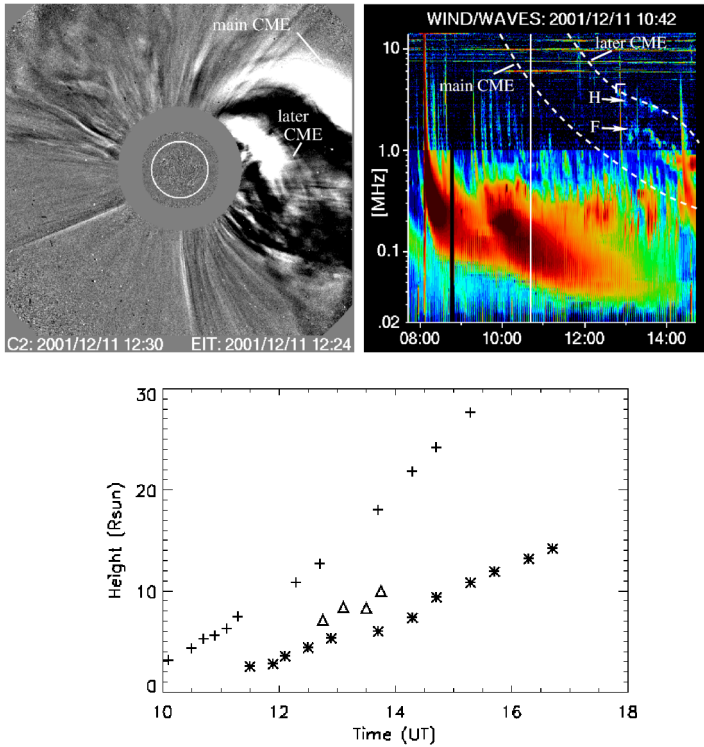 main CME
later
CME
C2: 2001/12/11 12:30 EIT: 2001/12/11 12:24
WIND/WAVES: 2001/12/11 10:42
10
later CME
main CME
H
F
1.0
[MHz]
0.1
.02
08:00 10:00 12:00 14:00
30
20
10
0
Height (Rsun)
10 12 14 16 18
Time (UT)